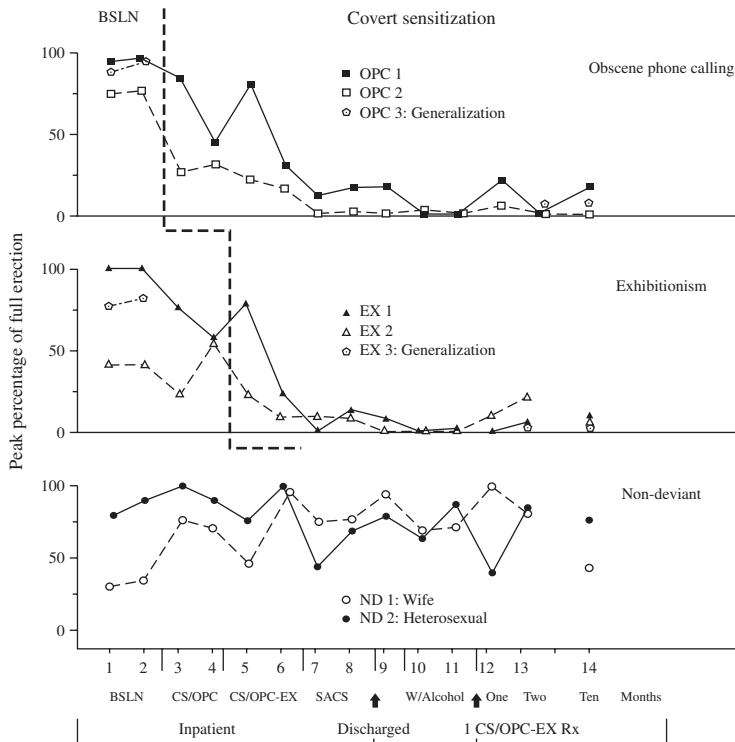 BSLN
Covert sensitization
100
75
50
25
0
OPC 1
OPC 2
OPC 3: Generalization
Obscene phone calling
100
50
0
EX 1
EX 2
EX 3: Generalization
Exhibitionism
Peak percentage of full erection
100
75
50
0
Non-deviant
ND 1: Wife
ND 2: Heterosexual
1 2 3 4 5 6 7 8 9 10 11 12 13 14
BSLN CS/OPC CS/OPC-EX SACS W/Alcohol One Two Ten Months
Inpatient Discharged 1 CS/OPC-EX Rx